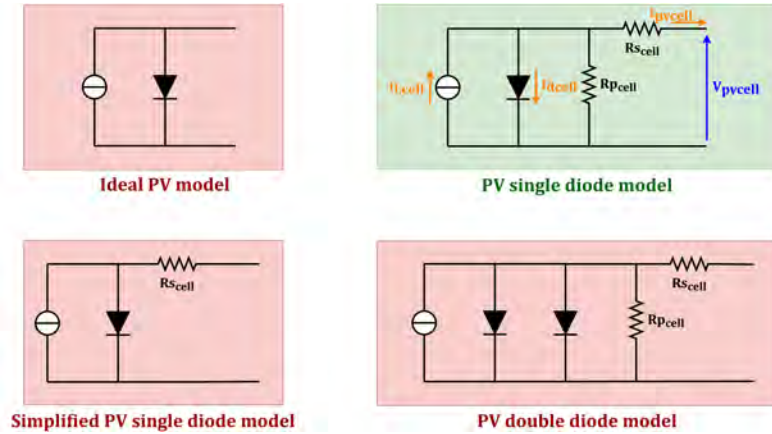 Ipvcell
Rscell
ILcell
Idcell
Rpcell
Vpvcell
Ideal PV model
PV single diode model
Rscell
Rscell
Rpcell
Simplified PV single diode model
PV double diode model